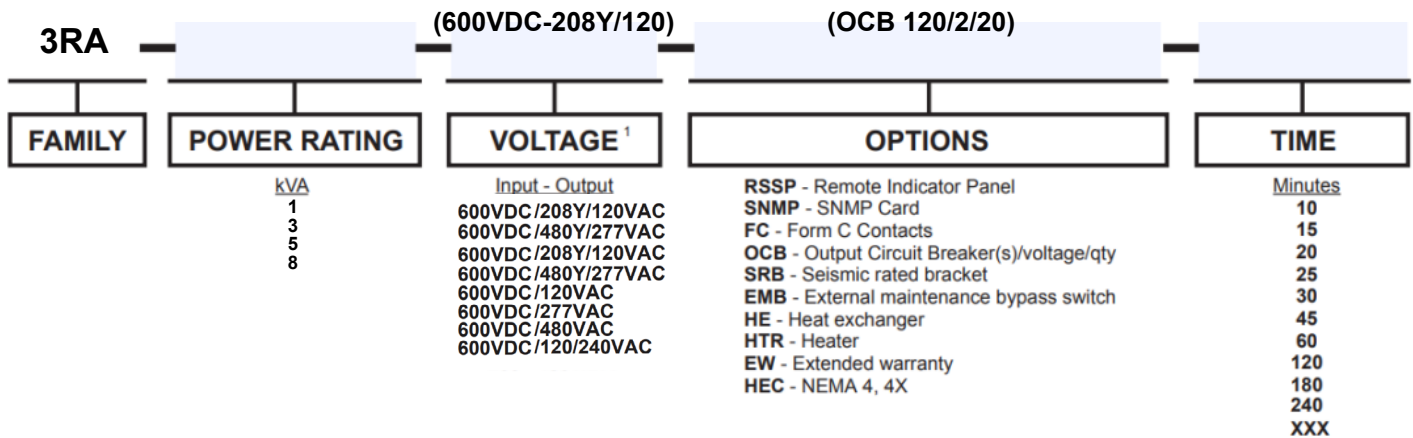 (600VDC-208Y/120) (OCB 120/2/20)
3RA
FAMILY POWER RATING VOLTAGE ¹ OPTIONS TIME
kVA
1
3
5
8
Input - Output
600VDC/208Y/120VAC
600VDC/480Y/277VAC
600VDC/208Y/120VAC
600VDC/480Y/277VAC
600VDC/120VAC
600VDC/277VAC
600VDC/480VAC
600VDC/120/240VAC
RSSP - Remote Indicator Panel
SNMP - SNMP Card
FC - Form C Contacts
OCB - Output Circuit Breaker(s)/voltage/qty
SRB - Seismic rated bracket
EMB - External maintenance bypass switch
HE - Heat exchanger
HTR - Heater
EW - Extended warranty
HEC - NEMA 4, 4X
Minutes
10
15
20
25
30
45
60
120
180
240
XXX